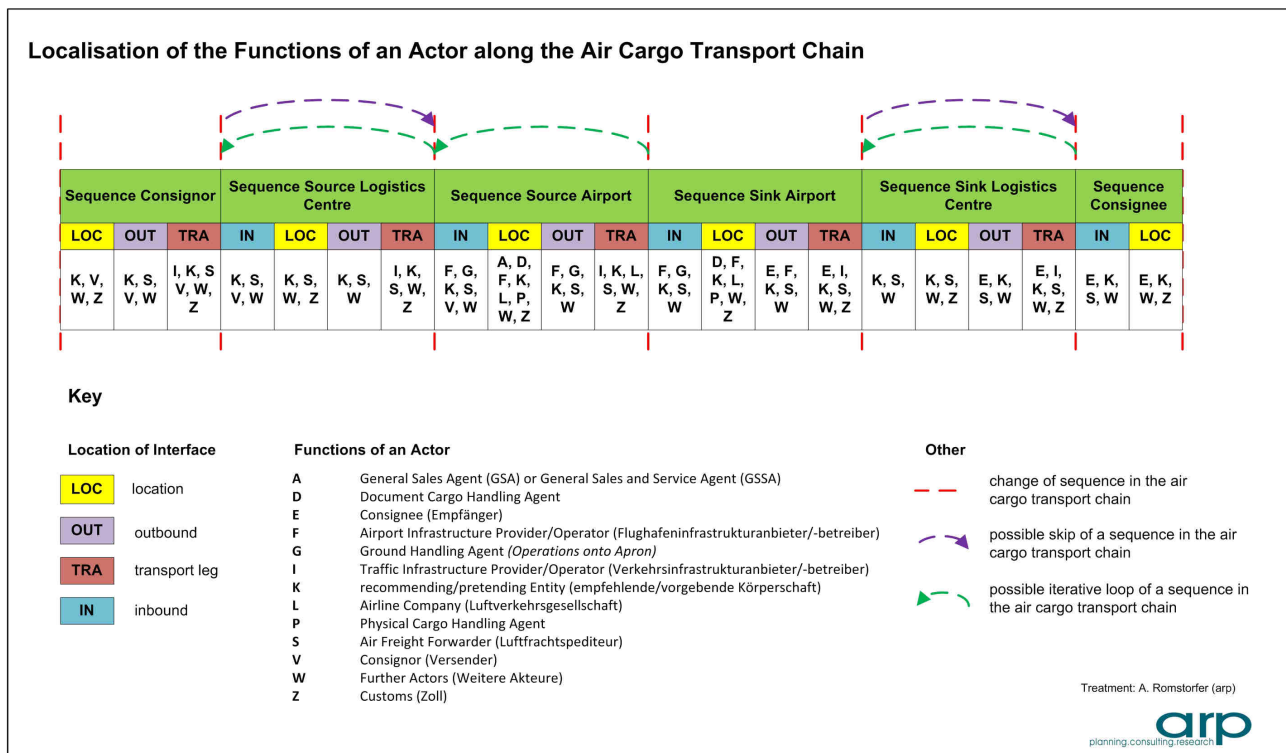 Localisation of the Functions of an Actor along the Air Cargo Transport Chain
Sequence Consignor
Sequence Source Logistics
Centre
Sequence Source Airport
Sequence Sink Airport
Sequence Sink Logistics
Centre
Sequence
Consignee
LOC OUT TRA IN LOC OUT TRA IN LOC OUT TRA IN LOC OUT TRA IN LOC OUT TRA IN LOC
K, V,
W, Z
K, S,
V, W
I, K, S
V, W,
Z
K, S,
V, W
K, S,
W, Z
K, S,
W
I, K,
S, W,
Z
F, G,
K, S,
V, W
A, D,
F, K,
L, P,
W, Z
F, G,
K, S,
W
I, K, L,
S, W,
Z
F, G,
K, S,
W
D, F,
K, L,
P, W,
Z
E, F,
K, S,
W
E, I,
K, S,
W, Z
K, S,
W
K, S,
W, Z
E, K,
S, W
E, I,
K, S,
W, Z
E, K,
S, W
E, K,
W, Z
Key
Location of Interface
LOC location
OUT outbound
TRA transport leg
IN inbound
Functions of an Actor
A General Sales Agent (GSA) or General Sales and Service Agent (GSSA)
D Document Cargo Handling Agent
E Consignee (Empfänger)
F Airport Infrastructure Provider/Operator (Flughafeninfrastrukturanbieter/-betreiber)
G Ground Handling Agent (Operations onto Apron)
I Traffic Infrastructure Provider/Operator (Verkehrsinfrastrukturanbieter/-betreiber)
K recommending/pretending Entity (empfehlende/vorgebende Körperschaft)
L Airline Company (Luftverkehrsgesellschaft)
P Physical Cargo Handling Agent
S Air Freight Forwarder (Luftfrachtspediteur)
V Consignor (Versender)
W Further Actors (Weitere Akteure)
Z Customs (Zoll)
Other
change of sequence in the air
cargo transport chain
possible skip of a sequence in the air
cargo transport chain
possible iterative loop of a sequence in
the air cargo transport chain
Treatment: A. Romstorfer (arp)
arp
planning.consulting.research